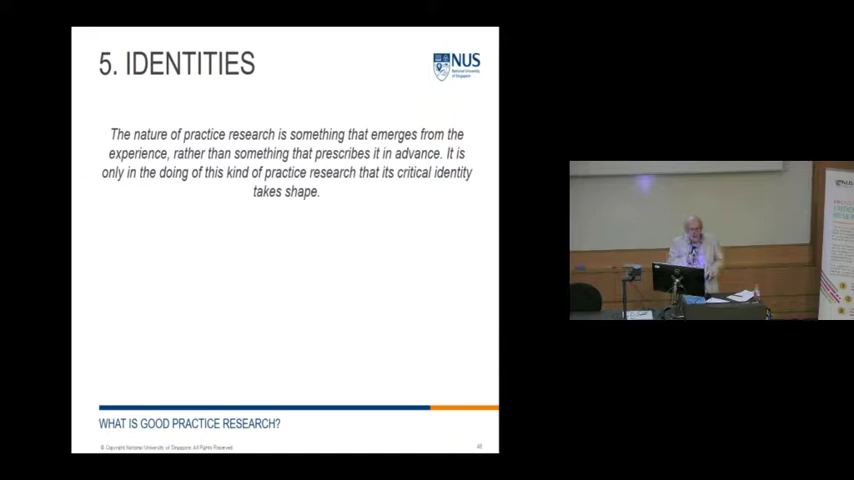 5. IDENTITIES
NUS
National University
of Singapore
The nature of practice research is something that emerges from the
experience, rather than something that prescribes it in advance. It is
only in the doing of this kind of practice research that its critical identity
takes shape.
WHAT IS GOOD PRACTICE RESEARCH?
© Copyright National University of Singapore. All Rights Reserved.